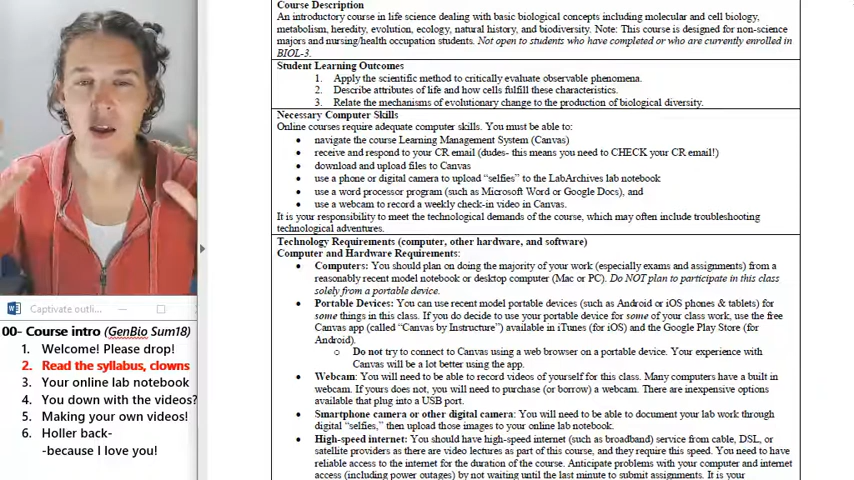 Course Description
An introductory course in life science dealing with basic biological concepts including molecular and cell biology,
metabolism, heredity, evolution, ecology, natural history, and biodiversity. Note: This course is designed for non-science
majors and nursing/health occupation students. Not open to students who have completed or who are currently enrolled in
BIOL-3.
Student Learning Outcomes
1. Apply the scientific method to critically evaluate observable phenomena.
2. Describe attributes of life and how cells fulfill these characteristics.
3. Relate the mechanisms of evolutionary change to the production of biological diversity.
Necessary Computer Skills
Online courses require adequate computer skills. You must be able to:
• navigate the course Learning Management System (Canvas)
• receive and respond to your CR email (dudes- this means you need to CHECK your CR email!)
• download and upload files to Canvas
• use a phone or digital camera to upload "selfies" to the LabArchives lab notebook
• use a word processor program (such as Microsoft Word or Google Docs), and
• use a webcam to record a weekly check-in video in Canvas.
It is your responsibility to meet the technological demands of the course, which may often include troubleshooting
technological adventures.
Technology Requirements (computer, other hardware, and software)
Computer and Hardware Requirements:
• Computers: You should plan on doing the majority of your work (especially exams and assignments) from a
reasonably recent model notebook or desktop computer (Mac or PC). Do NOT plan to participate in this class
solely from a portable device.
• Portable Devices: You can use recent model portable devices (such as Android or iOS phones & tablets) for
some things in this class. If you do decide to use your portable device for some of your class work, use the free
Canvas app (called "Canvas by Instructure") available in iTunes (for iOS) and the Google Play Store (for
Android).
o Do not try to connect to Canvas using a web browser on a portable device. Your experience with
Canvas will be a lot better using the app.
• Webcam: You will need to be able to record videos of yourself for this class. Many computers have a built in
webcam. If yours does not, you will need to purchase (or borrow) a webcam. There are inexpensive options
available that plug into a USB port.
• Smartphone camera or other digital camera: You will need to be able to document your lab work through
digital "selfies," then upload those images to your online lab notebook.
• High-speed internet: You should have high-speed internet (such as broadband) service from cable, DSL, or
satellite providers as there are video lectures as part of this course, and they require this speed. You need to have
reliable access to the internet for the duration of the course. Anticipate problems with your computer and internet
access (including power outages) by not waiting until the last minute to submit assignments. It is your
Captivate outli...
00- Course intro (GenBio Sum18)
1. Welcome! Please drop!
2. Read the syllabus, clowns
3. Your online lab notebook
4. You down with the videos?
5. Making your own videos!
6. Holler back-
-because I love you!